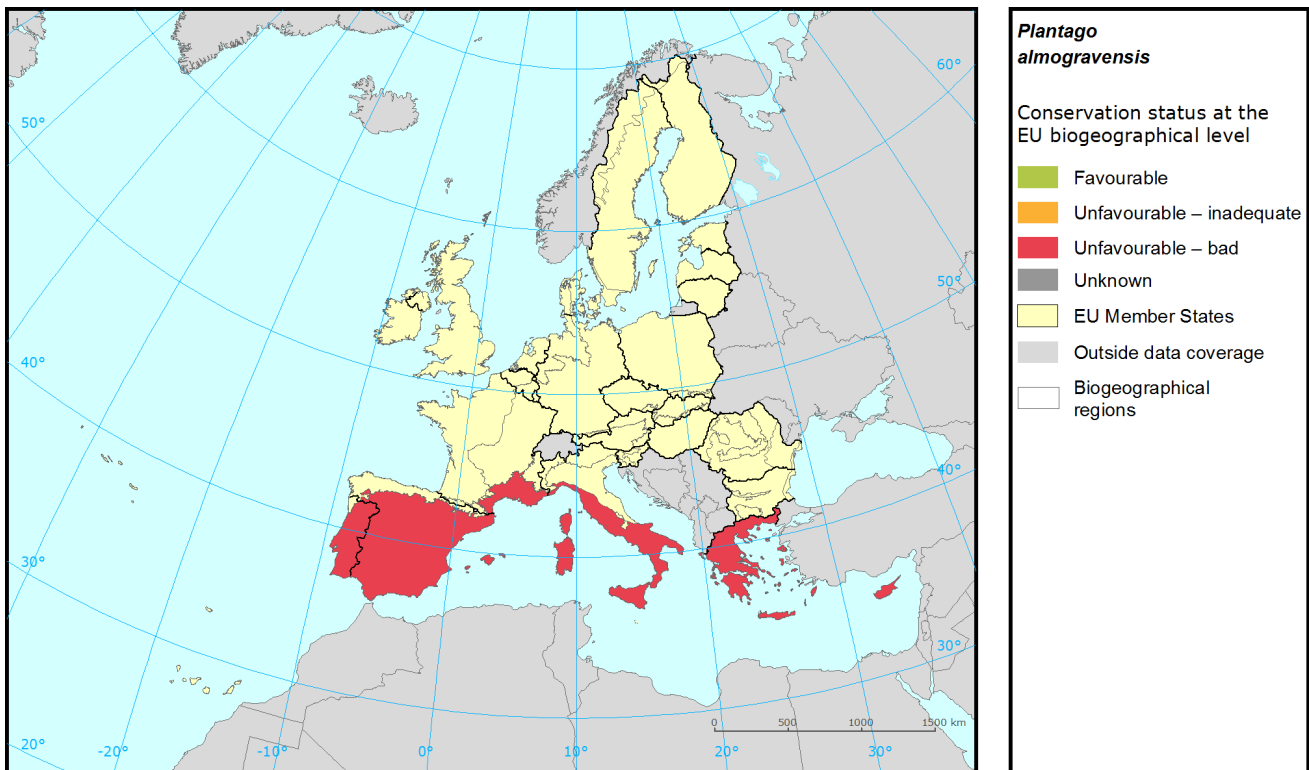 Plantago
almogravensis
Conservation status at the
EU biogeographical level
Favourable
Unfavourable – inadequate
Unfavourable – bad
Unknown
EU Member States
Outside data coverage
Biogeographical
regions
60°
50°
50°
40°
40°
30°
30°
20°
-20°
-10°
0°
10°
20°
30°
0 500 1000 1500 km